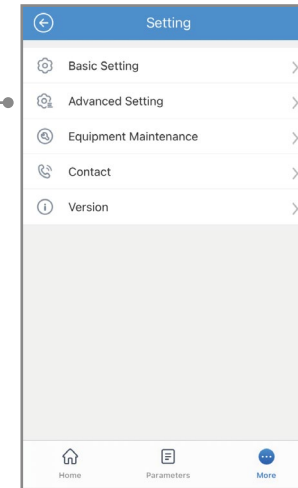 Setting
Basic Setting
Advanced Setting
Equipment Maintenance
Contact
Version
Home Parameters More